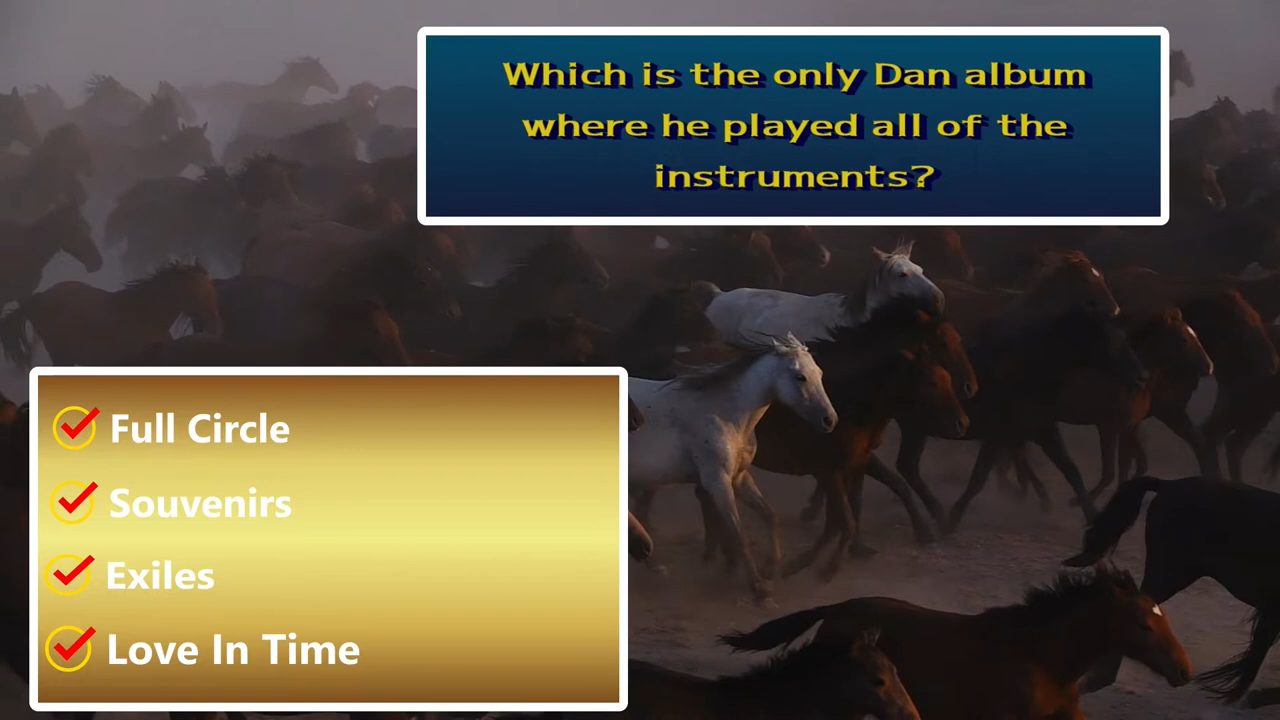 Which is the only Dan album
where he played all of the
instruments?
Full Circle
Souvenirs
Exiles
Love In Time